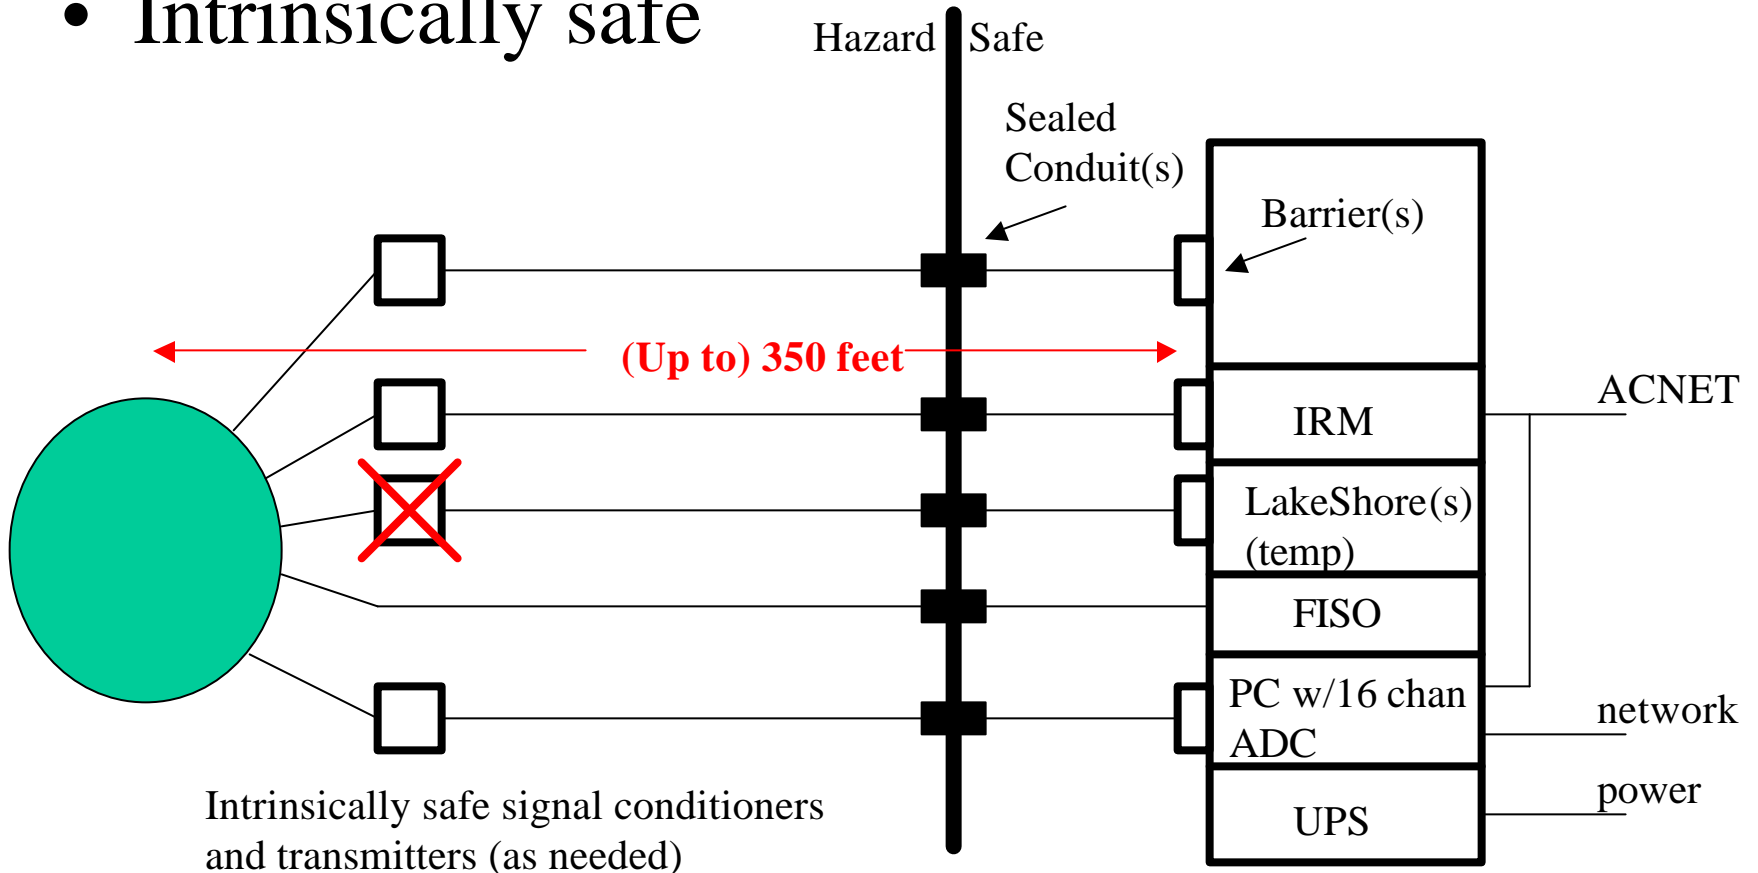 • Intrinsically safe
Hazard Safe
Sealed
Conduit(s)
Barrier(s)
(Up to) 350 feet
ACNET
IRM
LakeShore(s)
(temp)
FISO
PC w/16 chan
ADC
network
power
UPS
Intrinsically safe signal conditioners
and transmitters (as needed)